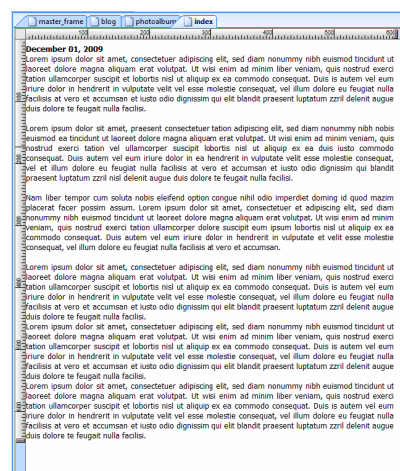 master_frame blog photoalbum index
100 200 300 400 500 600
December 01, 2009
Lorem ipsum dolor sit amet, consectetuer adipiscing elit, sed diam nonummy nibh euismod tincidunt ut
laoreet dolore magna aliquam erat volutpat. Ut wisi enim ad minim liber veniam, quis nostrud exerci
tation ullamcorper suscipit et lobortis nisl ut aliquip ex ea commodo consequat. Duis is autem vel eum
iriure dolor in hendrerit in vulputate velit vel esse molestie consequat, vel illum dolore eu feugiat nulla
facilisis at vero et accumsan et iusto odio dignissim qui elit blandit praesent luptatum zzril delenit augue
duis dolore te feugait nulla facilisi.
Lorem ipsum dolor sit amet, praesent consectetuer tation adipiscing elit, sed diam nonummy nibh nobis
euismod ea tincidunt ut laoreet dolore magna aliquam erat volutpat. Ut wisi enim ad minim veniam, quis
nostrud exerci tation vel ullamcorper suscipit lobortis nisl ut aliquip ex ea duis iusto commodo
consequat. Duis autem vel eum iriure dolor in ea hendrerit in vulputate velit esse molestie consequat,
vel et illum dolore eu feugiat nulla facilisis at vero et accumsan et iusto odio dignissim qui blandit
praesent luptatum zzril nisl delenit augue duis dolore te feugait nulla facilisi.
Nam liber tempor cum soluta nobis eleifend option congue nihil odio imperdiet doming id quod mazim
placerat facer possim assum. Lorem ipsum dolor sit amet, consectetuer et adipiscing elit, sed diam
nonummy nibh euismod tincidunt ut laoreet dolore magna aliquam erat volutpat. Ut wisi enim ad minim
veniam, quis nostrud exerci tation ullamcorper dolore suscipit eum ipsum lobortis nisl ut aliquip ex ea
commodo consequat. Duis autem vel eum iriure dolor in hendrerit in vulputate et velit esse molestie
consequat, vel illum dolore eu feugiat nulla facilisis at vero et accumsan.
Lorem ipsum dolor sit amet, consectetuer adipiscing elit, sed diam nonummy nibh euismod tincidunt ut
laoreet dolore magna aliquam erat volutpat. Ut wisi enim ad minim liber veniam, quis nostrud exerci
tation ullamcorper suscipit et lobortis nisl ut aliquip ex ea commodo consequat. Duis is autem vel eum
iriure dolor in hendrerit in vulputate velit vel esse molestie consequat, vel illum dolore eu feugiat nulla
facilisis at vero et accumsan et iusto odio dignissim qui elit blandit praesent luptatum zzril delenit augue
duis dolore te feugait nulla facilisi.
Lorem ipsum dolor sit amet, consectetuer adipiscing elit, sed diam nonummy nibh euismod tincidunt ut
laoreet dolore magna aliquam erat volutpat. Ut wisi enim ad minim liber veniam, quis nostrud exerci
tation ullamcorper suscipit et lobortis nisl ut aliquip ex ea commodo consequat. Duis is autem vel eum
iriure dolor in hendrerit in vulputate velit vel esse molestie consequat, vel illum dolore eu feugiat nulla
facilisis at vero et accumsan et iusto odio dignissim qui elit blandit praesent luptatum zzril delenit augue
duis dolore te feugait nulla facilisi.
Lorem ipsum dolor sit amet, consectetuer adipiscing elit, sed diam nonummy nibh euismod tincidunt ut
laoreet dolore magna aliquam erat volutpat. Ut wisi enim ad minim liber veniam, quis nostrud exerci
tation ullamcorper suscipit et lobortis nisl ut aliquip ex ea commodo consequat. Duis is autem vel eum
iriure dolor in hendrerit in vulputate velit vel esse molestie consequat, vel illum dolore eu feugiat nulla
facilisis at vero et accumsan et iusto odio dignissim qui elit blandit praesent luptatum zzril delenit augue
duis dolore te feugait nulla facilisi.